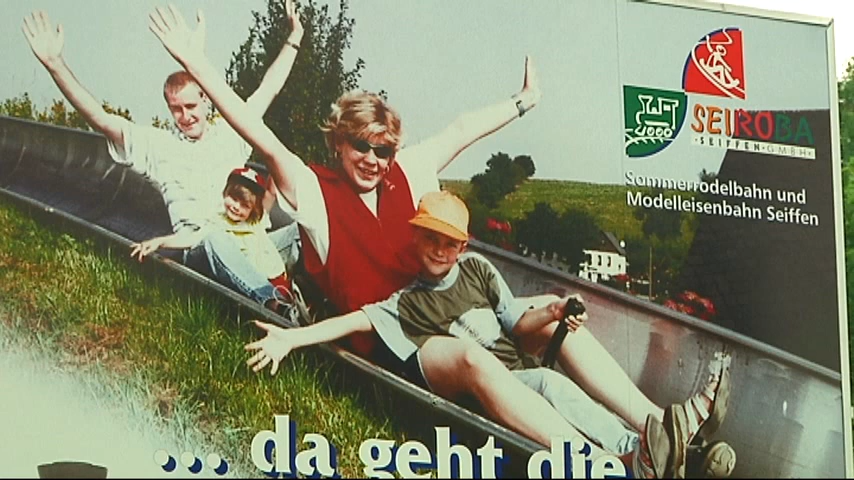 SEIROBA
·SEIFFEN·GMBH·
Sommerrodelbahn und
Modelleisenbahn Seiffen
... da geht die